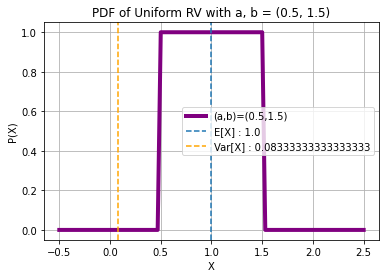 PDF of Uniform RV with a, b = (0.5, 1.5)
P(X)
1.0
0.8
0.6
0.4
0.2
0.0
(a,b)=(0.5,1.5)
E[X] : 1.0
Var[X] : 0.08333333333333333
-0.5 0.0 0.5 1.0 1.5 2.0 2.5
X